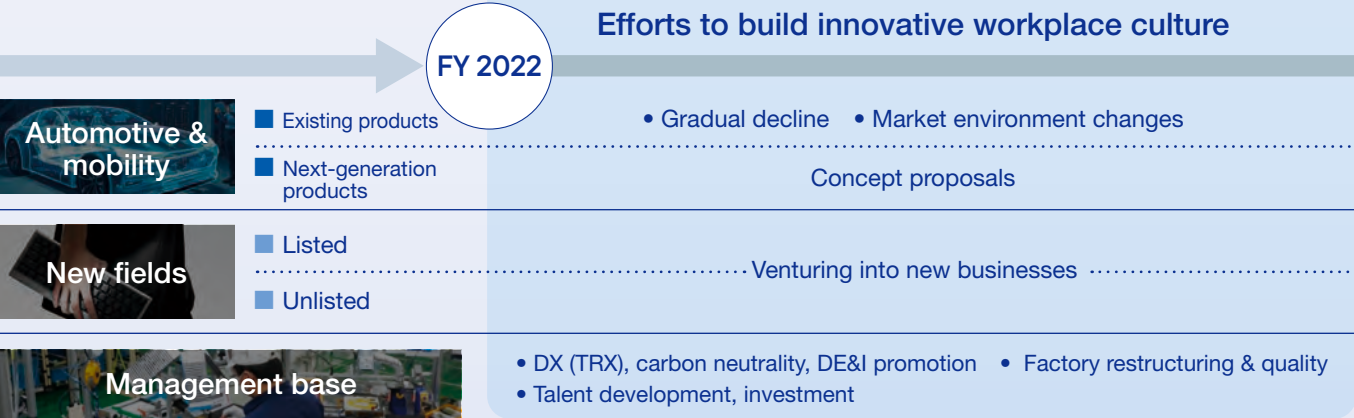 Efforts to build innovative workplace culture
FY 2022
Automotive &
mobility
■ Existing products
• Gradual decline • Market environment changes
■ Next-generation
products
Concept proposals
New fields
■ Listed
■ Unlisted
Venturing into new businesses
Management base
• DX (TRX), carbon neutrality, DE&I promotion • Factory restructuring & quality
• Talent development, investment